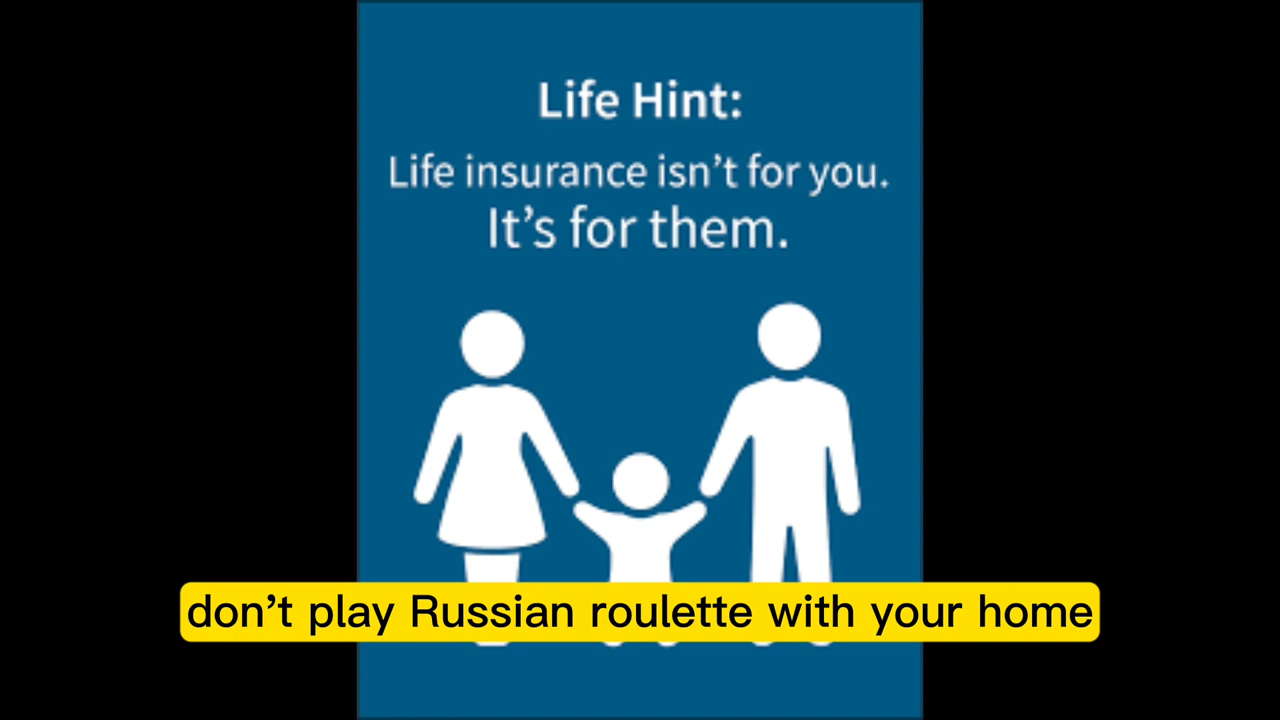 Life Hint:
Life insurance isn't for you.
It's for them.
don't play Russian roulette with your home